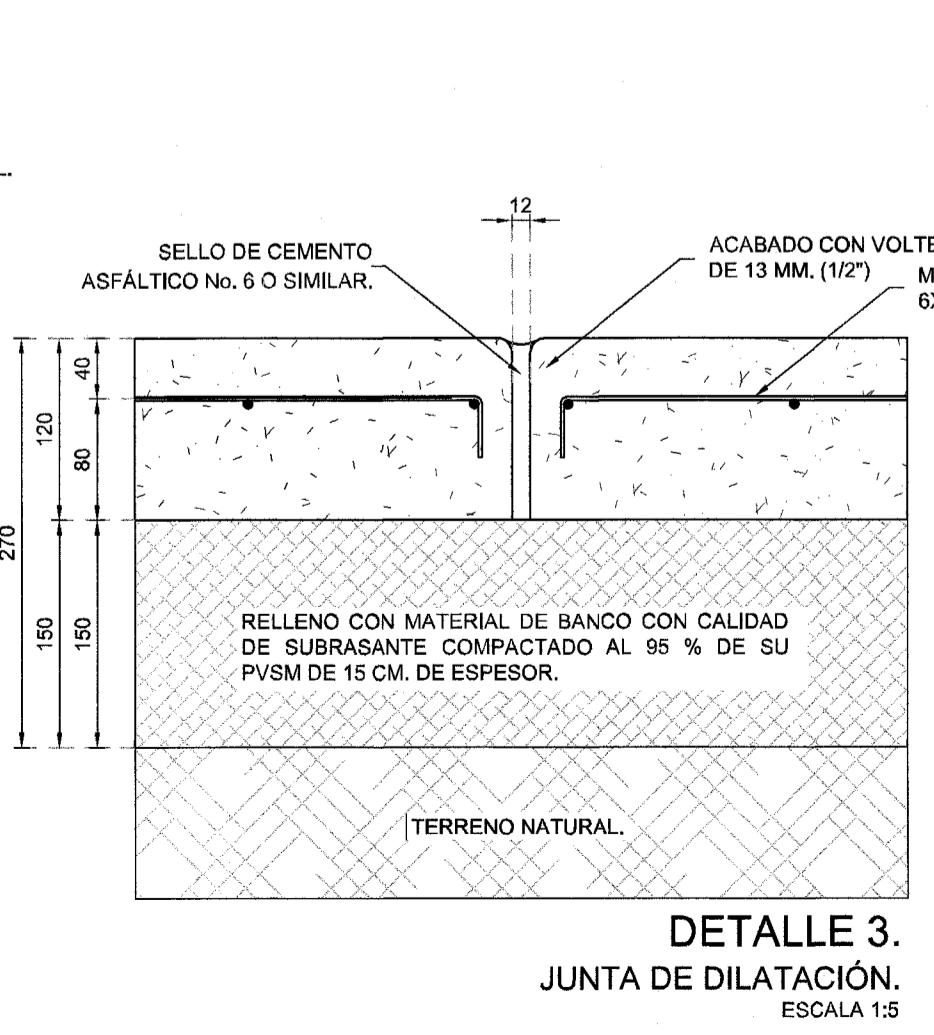 12
SELLO DE CEMENTO
ASFÁLTICO No. 6 O SIMILAR.
ACABADO CON VOLTE
DE 13 MM. (1/2")
M
6X
40
120
80
270
150
150
RELLENO CON MATERIAL DE BANCO CON CALIDAD
DE SUBRASANTE COMPACTADO AL 95 % DE SU
PVSM DE 15 CM. DE ESPESOR.
TERRENO NATURAL.
DETALLE 3.
JUNTA DE DILATACIÓN.
ESCALA 1:5